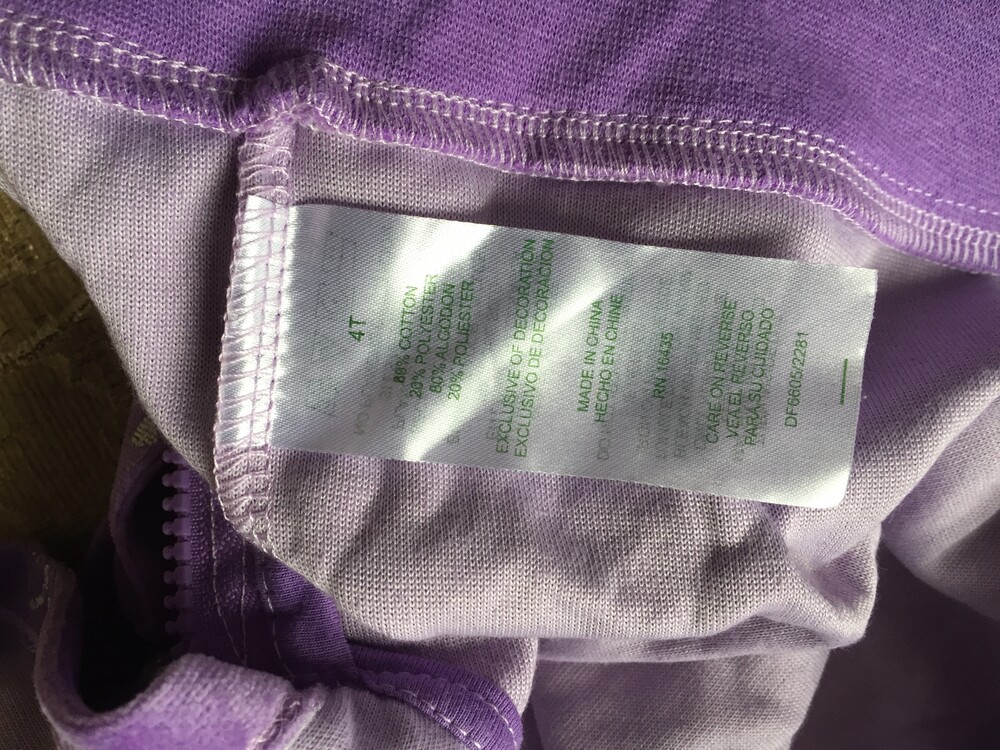 4T
80% COTTON
20% POLYESTER
80% ALGODON
20% POLIESTER
EXCLUSIVE OF DECORATION
EXCLUSIVO DE DECORACION
MADE IN CHINA
HECHO EN CHINE
RN 16435
CARE ON REVERSE
VEA EL REVERSO
PARA SU CUIDADO
DF6605/2281